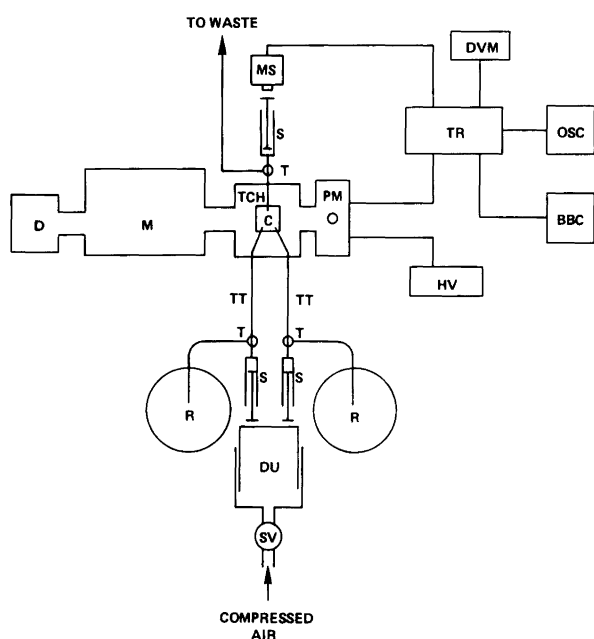 TO WASTE
MS
DVM
S
TR
OSC
T
TCH
PM
D
M
C
BBC
HV
TT
TT
T
T
S
S
R
R
DU
SV
COMPRESSED
AIR